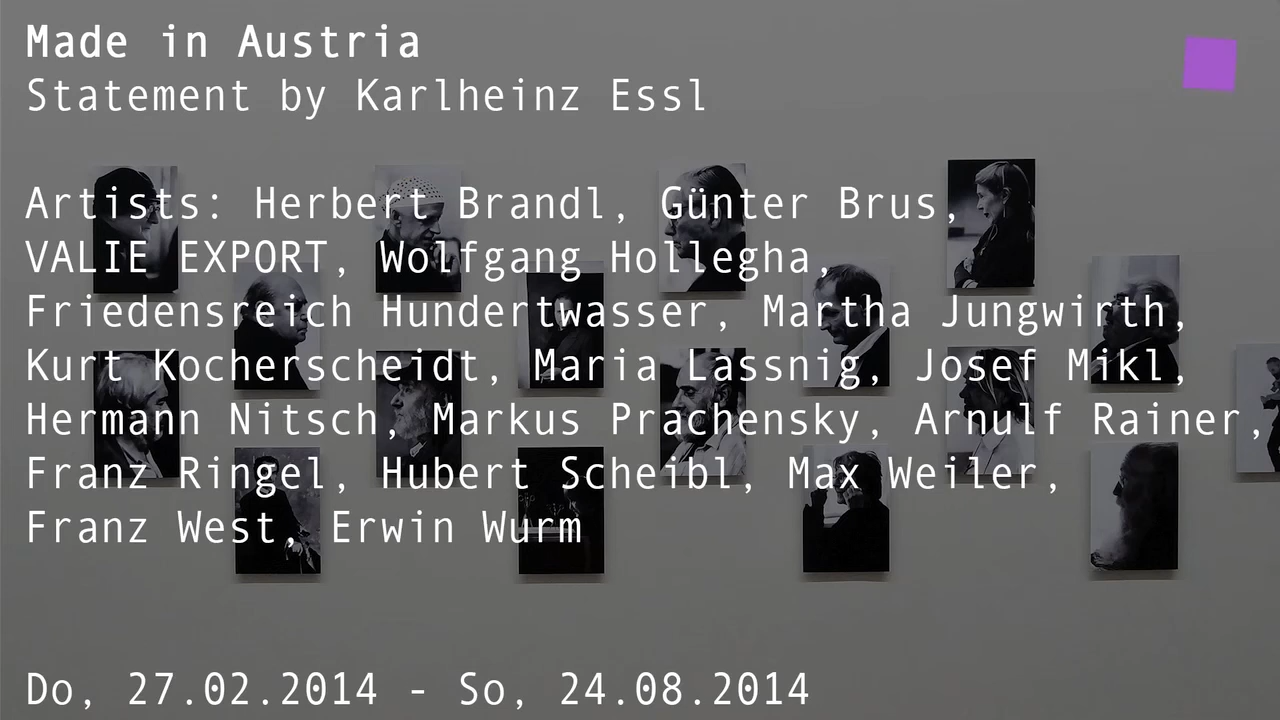 Made in Austria
Statement by Karlheinz Essl
Artists: Herbert Brandl, Günter Brus,
VALIE EXPORT, Wolfgang Hollegha,
Friedensreich Hundertwasser, Martha Jungwirth,
Kurt Kocherscheidt, Maria Lassnig, Josef Mikl,
Hermann Nitsch, Markus Prachensky, Arnulf Rainer,
Franz Ringel, Hubert Scheibl, Max Weiler,
Franz West, Erwin Wurm
Do, 27.02.2014 - So, 24.08.2014